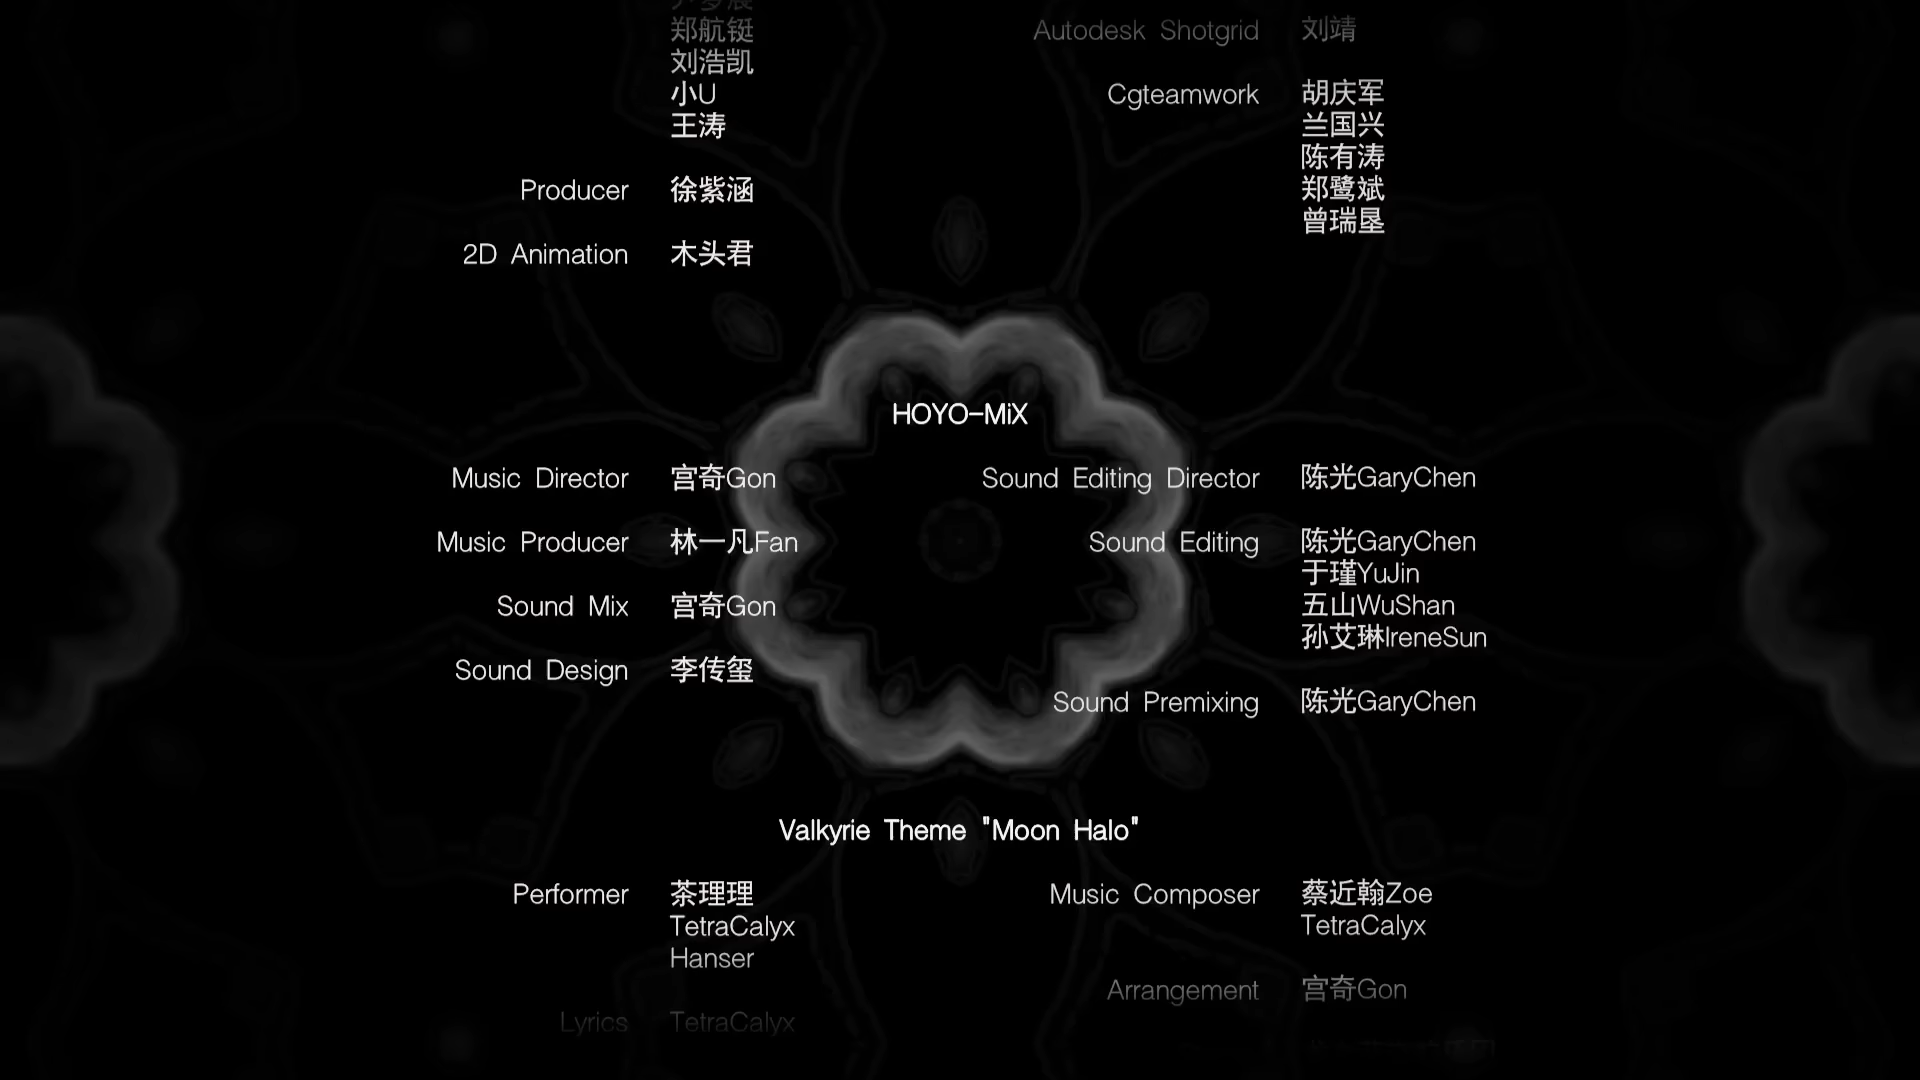 郑航铤
刘浩凯
小U
王涛
Producer 徐紫涵
2D Animation 木头君
Autodesk Shotgrid 刘靖
Cgteamwork 胡庆军
兰国兴
陈有涛
郑鹭斌
曾瑞垦
HOYO-MiX
Music Director 宫奇Gon
Music Producer 林一凡Fan
Sound Mix 宫奇Gon
Sound Design 李传玺
Sound Editing Director 陈光GaryChen
Sound Editing 陈光GaryChen
于瑾YuJin
五山WuShan
孙艾琳IreneSun
Sound Premixing 陈光GaryChen
Valkyrie Theme "Moon Halo"
Performer 茶理理
TetraCalyx
Hanser
Lyrics TetraCalyx
Music Composer 蔡近翰Zoe
TetraCalyx
Arrangement 宫奇Gon